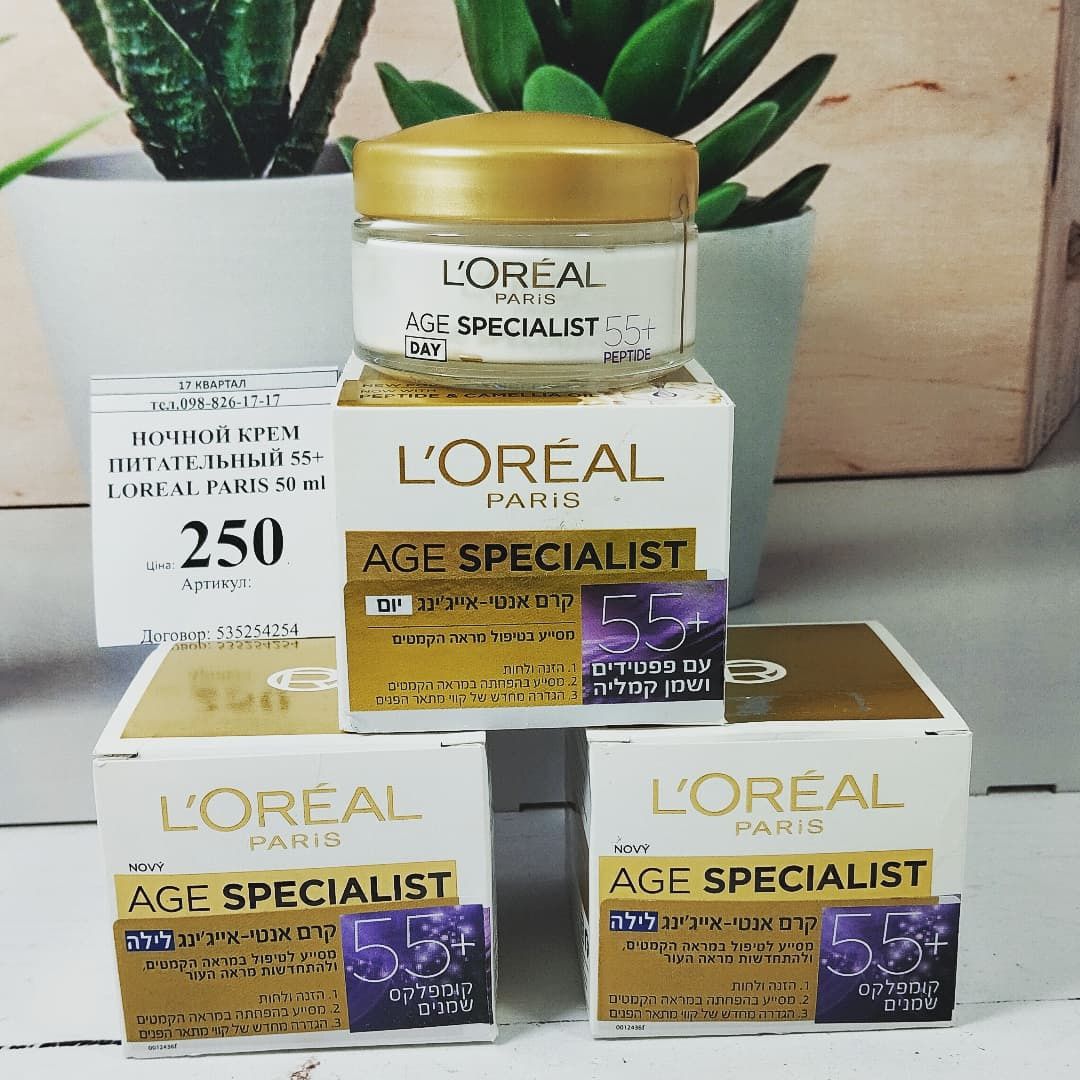 L'ORÉAL
PARiS
AGE SPECIALIST 55+
DAY
PEPTIDE
17 КВАРТАЛ
тел.098-826-17-17
НОЧНОЙ КРЕМ
ПИТАТЕЛЬНЫЙ 55+
LOREAL PARIS 50 ml
Ціна: 250
Артикул:
Договор: 535254254
NOW WITH
PEPTIDE & CAMELLIA
L'ORÉAL
PARiS
AGE SPECIALIST
קרם אנטי-אייג'ינג יום
מסייע בטיפול מראה הקמטים
1. הזנה ולחות
2. מסייע בהפחתה במראה הקמטים
3. הגדרה מחדש של קווי מתאר הפנים
55+
עם פפטידים
ושמן קמליה
L'ORÉAL
PARiS
NOVÝ
AGE SPECIALIST
קרם אנטי-אייג'ינג לילה
מסייע לטיפול במראה הקמטים,
ולהתחדשות מראה העור
1. הזנה ולחות
2. מסייע בהפחתה במראה הקמטים
3. הגדרה מחדש של קווי מתאר הפנים
55+
קומפלקס
שמנים
0012436f
L'ORÉAL
PARiS
NOVÝ
AGE SPECIALIST
קרם אנטי-אייג'ינג לילה
מסייע לטיפול במראה הקמטים,
ולהתחדשות מראה העור
1. הזנה ולחות
2. מסייע בהפחתה במראה הקמטים
3. הגדרה מחדש של קווי מתאר הפנים
55+
קומפלקס
שמנים
0012436f